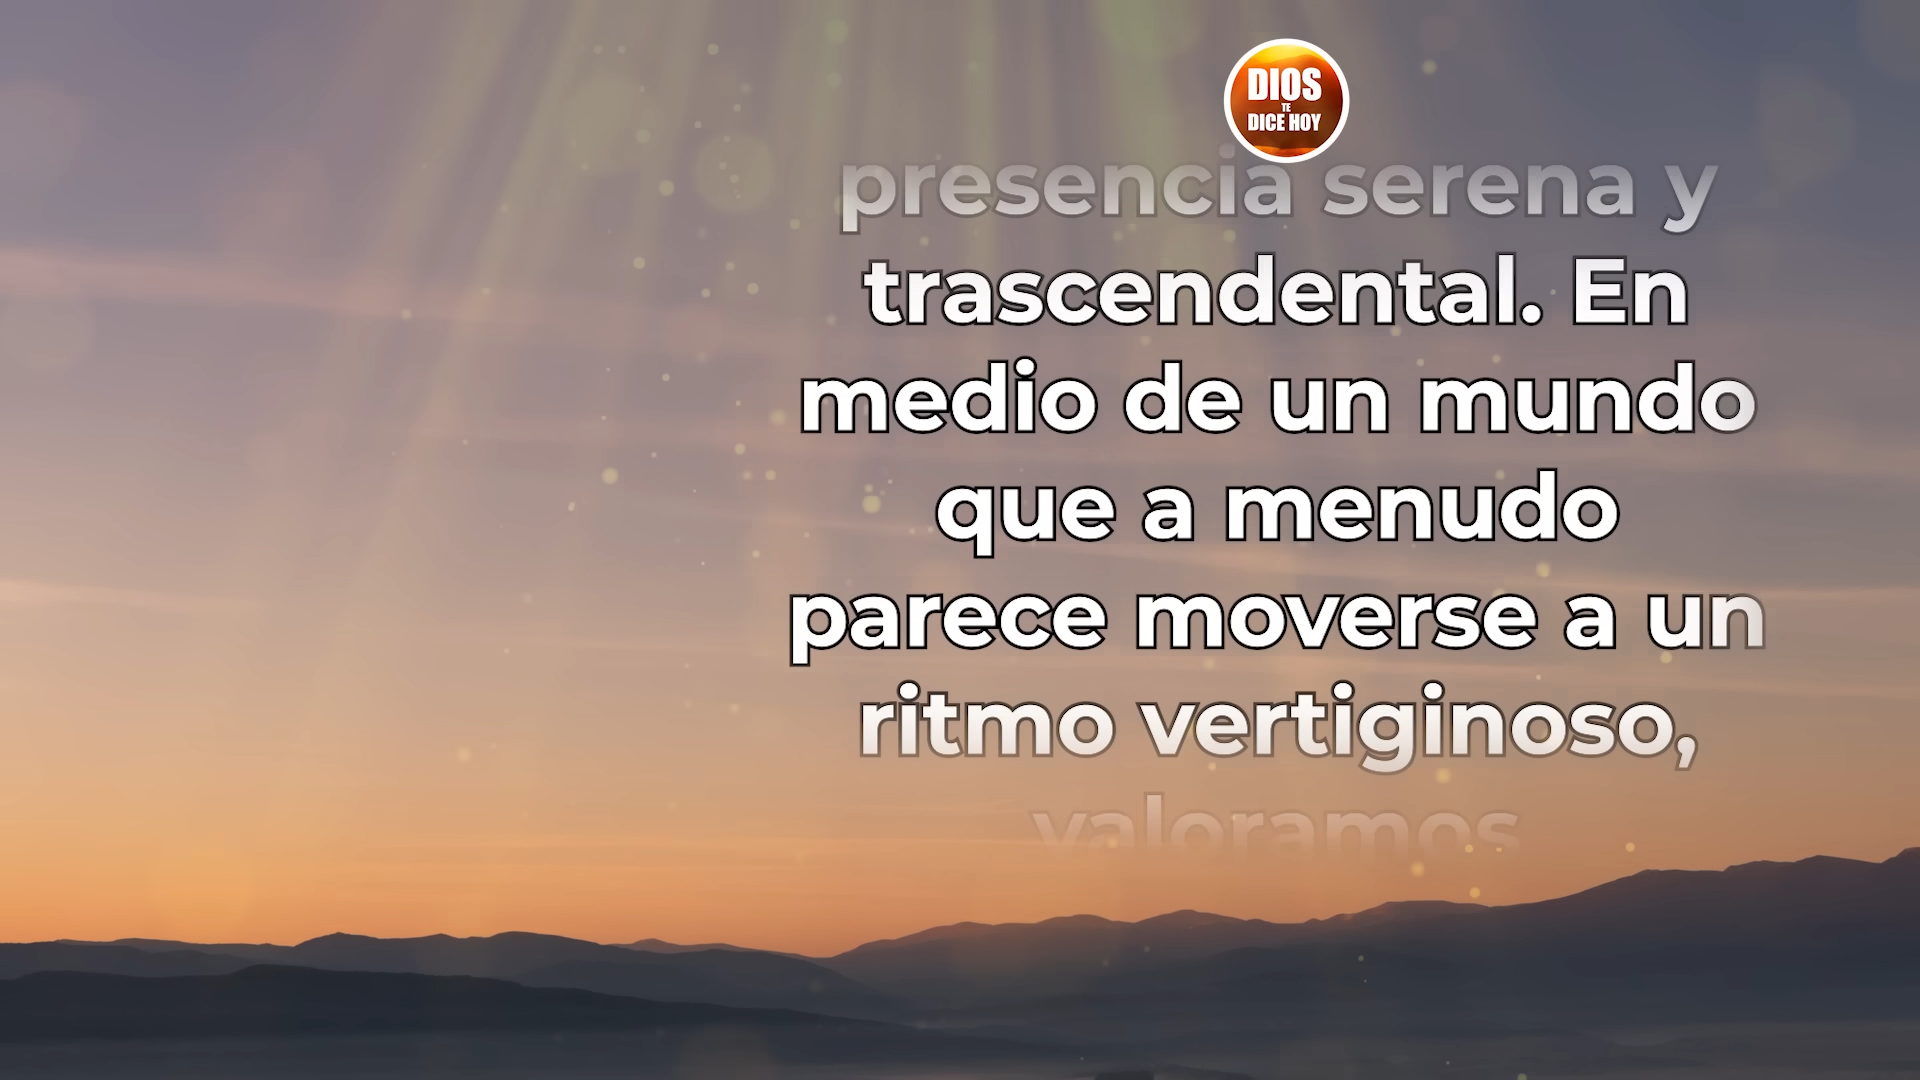 DIOS
TE
DICE HOY
presencia serena y
trascendental. En
medio de un mundo
que a menudo
parece moverse a un
ritmo vertiginoso,
valoramos